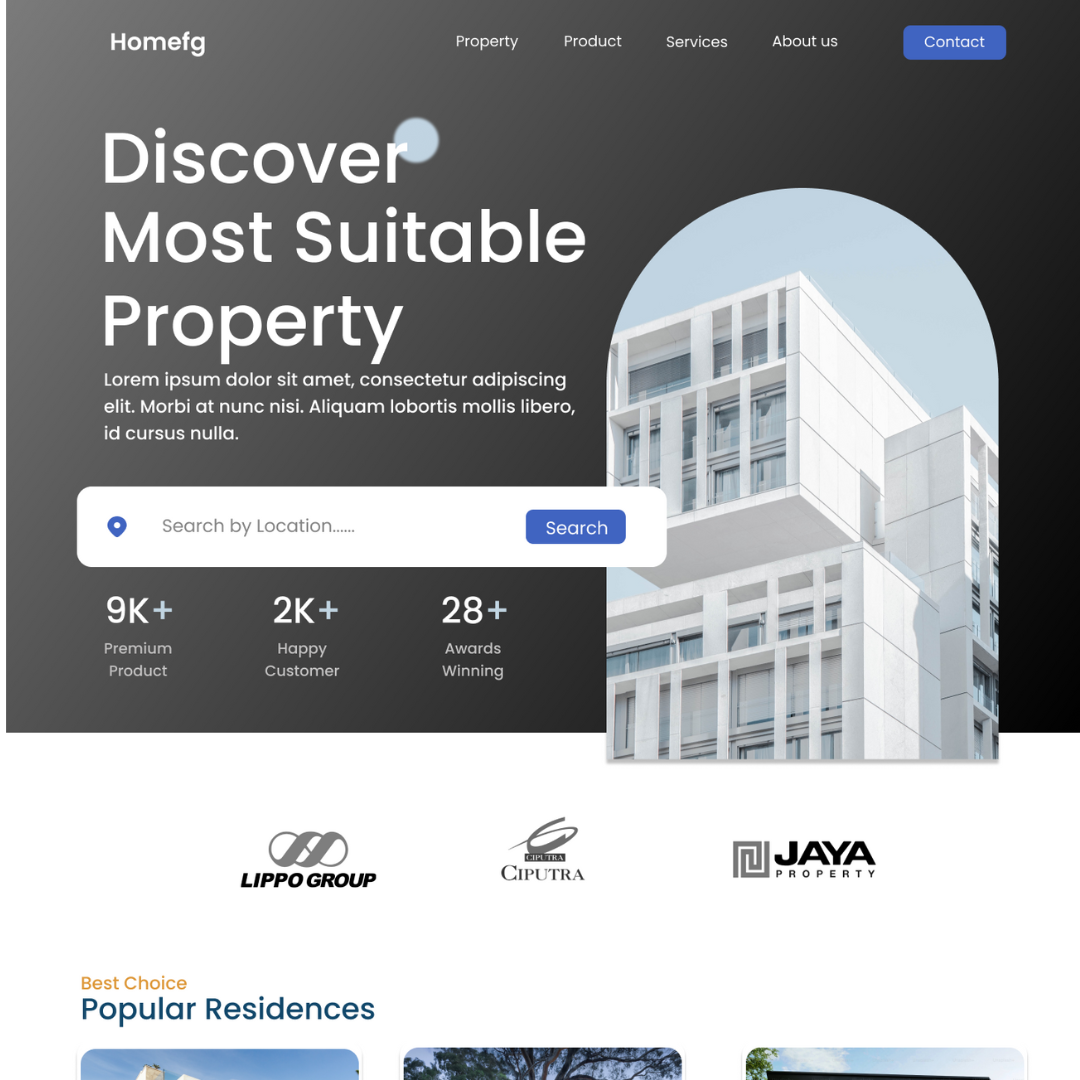 Homefg
Property
Product
Services
About us
Contact
Discover
Most Suitable
Property
Lorem ipsum dolor sit amet, consectetur adipiscing
elit. Morbi at nunc nisi. Aliquam lobortis mollis libero,
id cursus nulla.
Search by Location......
Search
9K+
Premium
Product
2K+
Happy
Customer
28+
Awards
Winning
LIPPO GROUP
CIPUTRA
CIPUTRA
JAYA
PROPERTY
Best Choice
Popular Residences